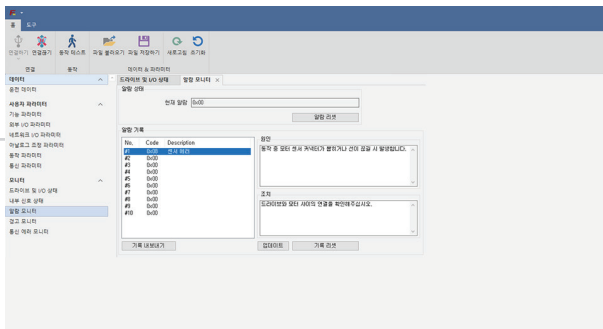 홈 도구
연결하기 연결끊기 동작 테스트 파일 불러오기 파일 저장하기 새로고침 초기화
연결 동작 데이터 & 파라미터
데이터
운전 데이터
사용자 파라미터
기능 파라미터
외부 I/O 파라미터
네트워크 I/O 파라미터
아날로그 조정 파라미터
동작 파라미터
통신 파라미터
모니터
드라이브 및 I/O 상태
내부 신호 상태
알람 모니터
경고 모니터
통신 에러 모니터
드라이브 및 I/O 상태 알람 모니터 ×
알람 상태
현재 알람 0x00
알람 리셋
알람 기록
No. Code Description
#1 0x00 센서 에러
#2 0x00
#3 0x00
#4 0x00
#5 0x00
#6 0x00
#7 0x00
#8 0x00
#9 0x00
#10 0x00
원인
동작 중 모터 센서 커넥터가 뽑히거나 선이 끊길 시 발생합니다.
조치
드라이브와 모터 사이의 연결을 확인해주십시오.
기록 내보내기 업데이트 기록 리셋